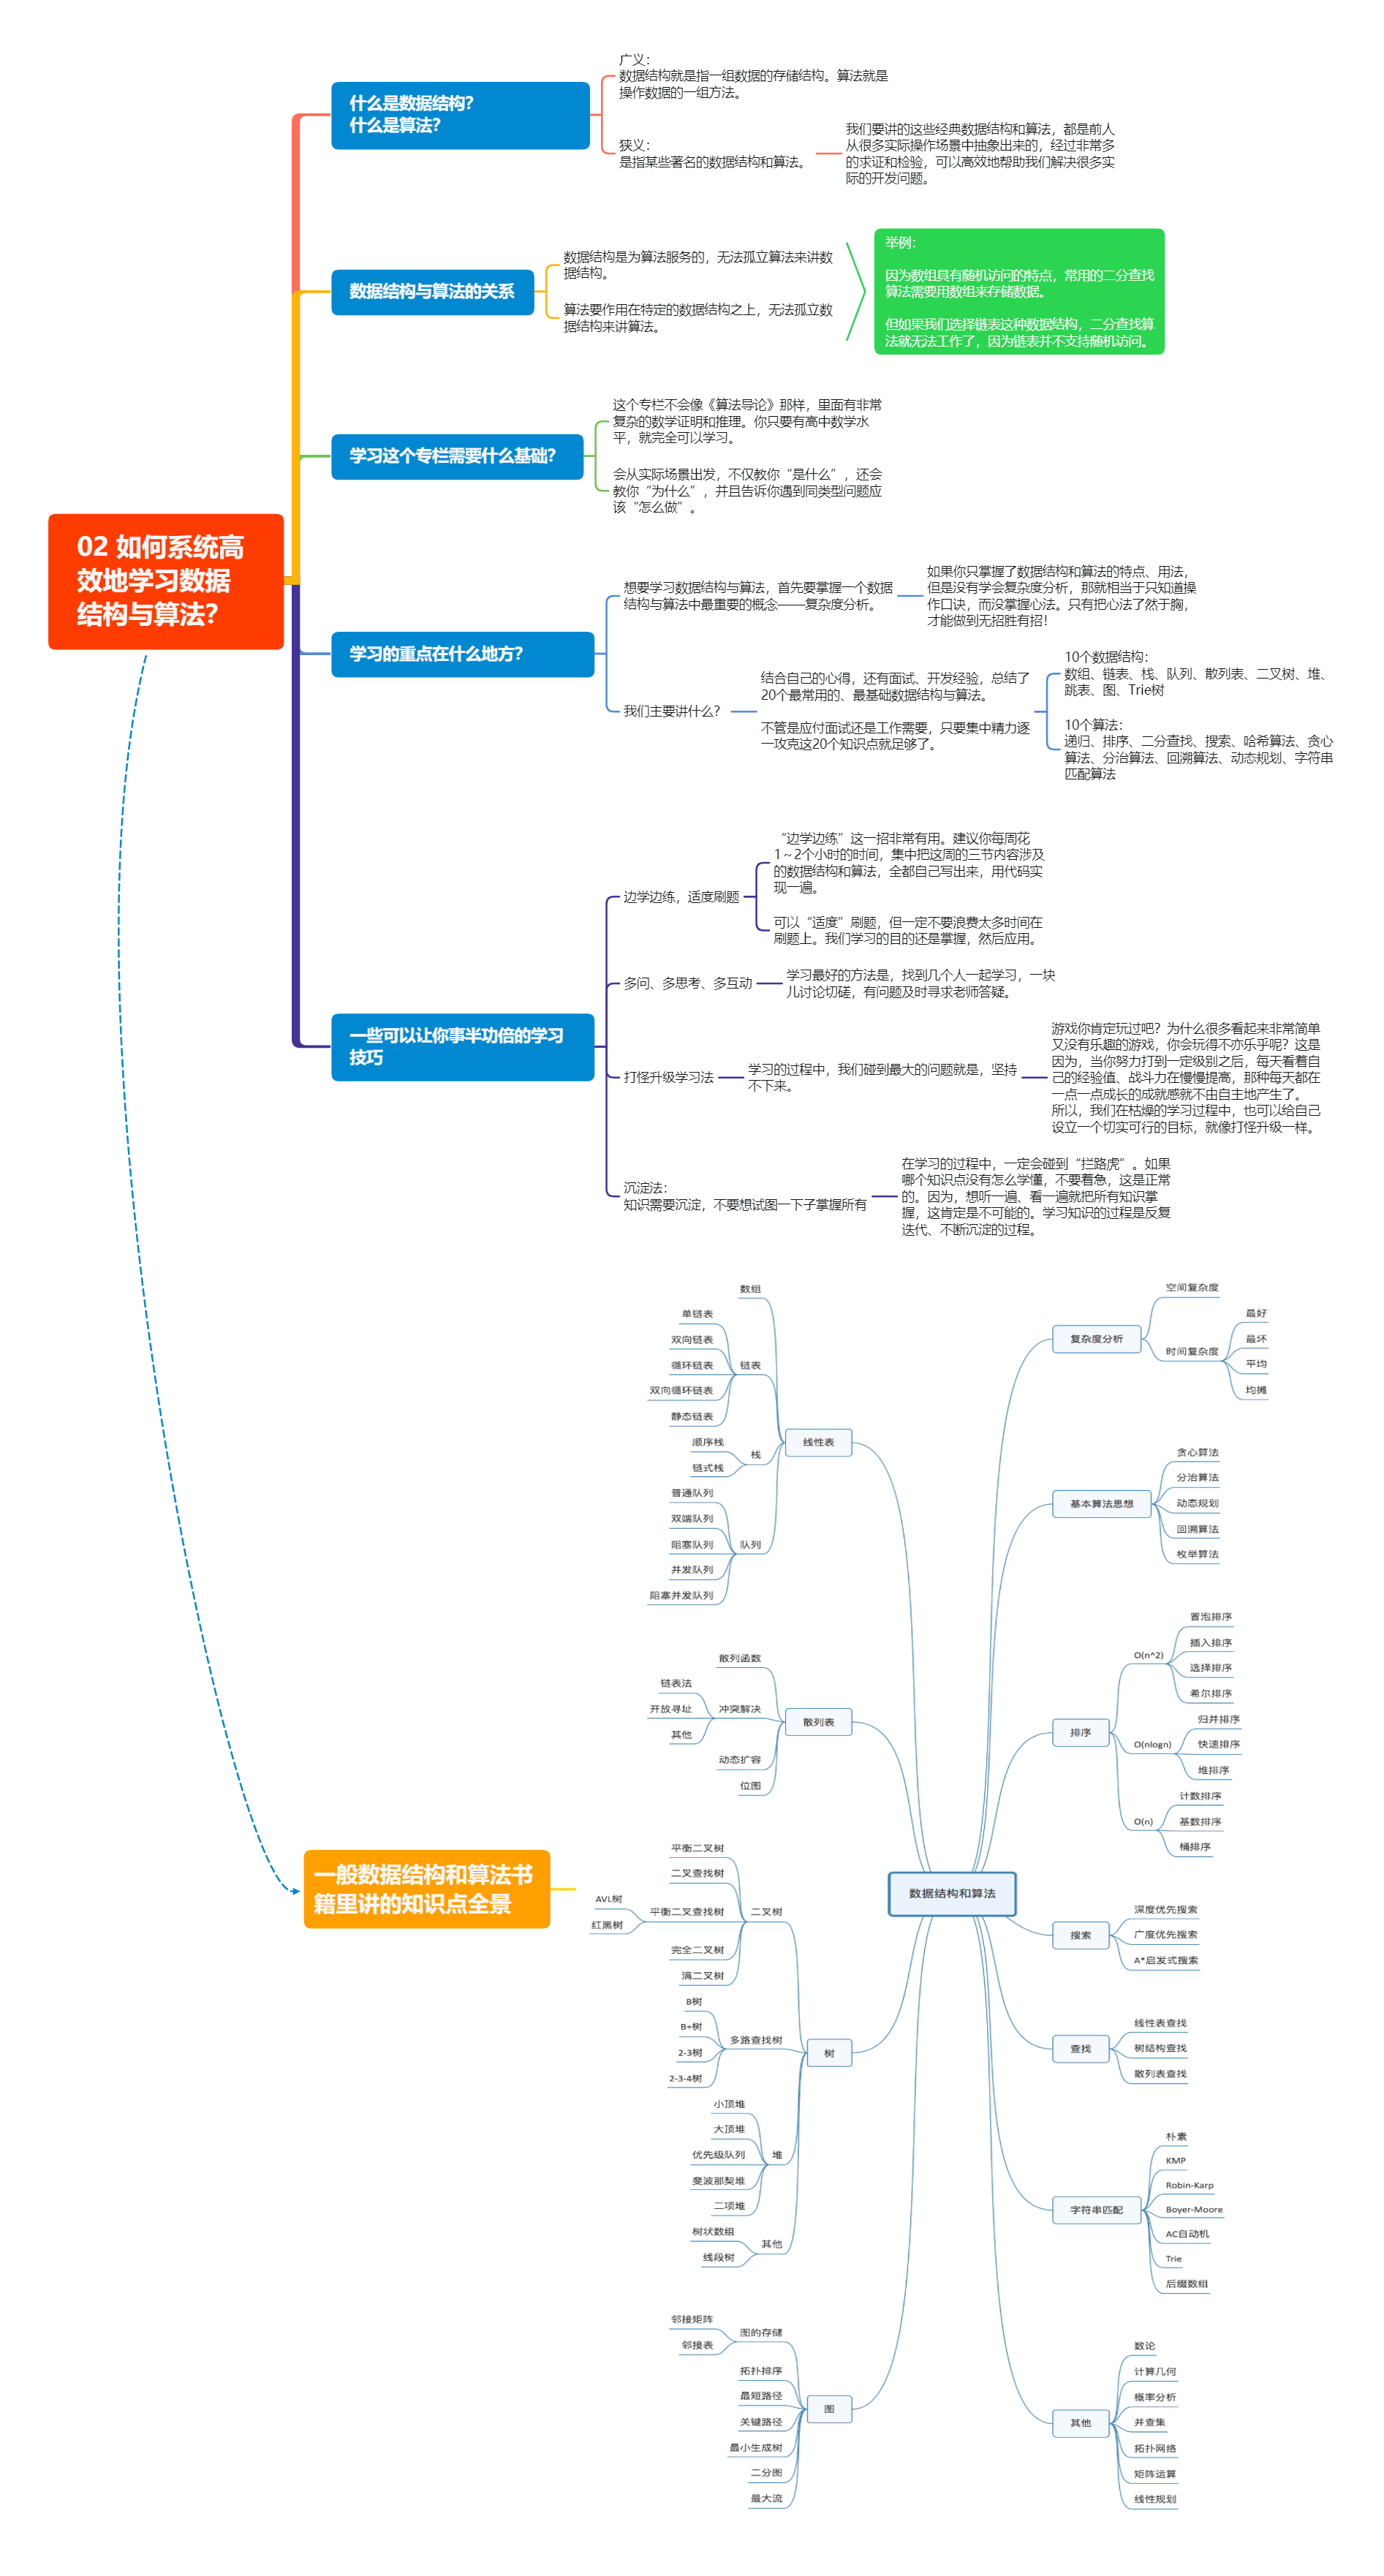 02 如何系统高
效地学习数据
结构与算法？
什么是数据结构？
什么是算法？
广义：
数据结构就是指一组数据的存储结构。算法就是
操作数据的一组方法。
狭义：
是指某些著名的数据结构和算法。
我们要讲的这些经典数据结构和算法，都是前人
从很多实际操作场景中抽象出来的，经过非常多
的求证和检验，可以高效地帮助我们解决很多实
际的开发问题。
数据结构与算法的关系
数据结构是为算法服务的，无法孤立算法来讲数
据结构。
算法要作用在特定的数据结构之上，无法孤立数
据结构来讲算法。
举例：
因为数组具有随机访问的特点，常用的二分查找
算法需要用数组来存储数据。
但如果我们选择链表这种数据结构，二分查找算
法就无法工作了，因为链表并不支持随机访问。
学习这个专栏需要什么基础？
这个专栏不会像《算法导论》那样，里面有非常
复杂的数学证明和推理。你只要有高中数学水
平，就完全可以学习。
会从实际场景出发，不仅教你“是什么”，还会
教你“为什么”，并且告诉你遇到同类型问题应
该“怎么做”。
学习的重点在什么地方？
想要学习数据结构与算法，首先要掌握一个数据
结构与算法中最重要的概念——复杂度分析。
如果你只掌握了数据结构和算法的特点、用法，
但是没有学会复杂度分析，那就相当于只知道操
作口诀，而没掌握心法。只有把心法了然于胸，
才能做到无招胜有招！
我们主要讲什么？
结合自己的心得，还有面试、开发经验，总结了
20个最常用的、最基础数据结构与算法。
不管是应付面试还是工作需要，只要集中精力逐
一攻克这20个知识点就足够了。
10个数据结构：
数组、链表、栈、队列、散列表、二叉树、堆、
跳表、图、Trie树
10个算法：
递归、排序、二分查找、搜索、哈希算法、贪心
算法、分治算法、回溯算法、动态规划、字符串
匹配算法
一些可以让你事半功倍的学习
技巧
边学边练，适度刷题
“边学边练”这一招非常有用。建议你每周花
1～2个小时的时间，集中把这周的三节内容涉及
的数据结构和算法，全都自己写出来，用代码实
现一遍。
可以“适度”刷题，但一定不要浪费太多时间在
刷题上。我们学习的目的还是掌握，然后应用。
多问、多思考、多互动
学习最好的方法是，找到几个人一起学习，一块
儿讨论切磋，有问题及时寻求老师答疑。
打怪升级学习法
学习的过程中，我们碰到最大的问题就是，坚持
不下来。
游戏你肯定玩过吧？为什么很多看起来非常简单
又没有乐趣的游戏，你会玩得不亦乐乎呢？这是
因为，当你努力打到一定级别之后，每天看着自
己的经验值、战斗力在慢慢提高，那种每天都在
一点一点成长的成就感就不由自主地产生了。
所以，我们在枯燥的学习过程中，也可以给自己
设立一个切实可行的目标，就像打怪升级一样。
沉淀法：
知识需要沉淀，不要想试图一下子掌握所有
在学习的过程中，一定会碰到“拦路虎”。如果
哪个知识点没有怎么学懂，不要着急，这是正常
的。因为，想听一遍、看一遍就把所有知识掌
握，这肯定是不可能的。学习知识的过程是反复
迭代、不断沉淀的过程。
一般数据结构和算法书
籍里讲的知识点全景
数据结构和算法
线性表
数组
链表
单链表
双向链表
循环链表
双向循环链表
静态链表
栈
顺序栈
链式栈
队列
普通队列
双端队列
阻塞队列
并发队列
阻塞并发队列
散列表
散列函数
冲突解决
链表法
开放寻址
其他
动态扩容
位图
树
二叉树
平衡二叉树
二叉查找树
平衡二叉查找树
AVL树
红黑树
完全二叉树
满二叉树
多路查找树
B树
B+树
2-3树
2-3-4树
堆
小顶堆
大顶堆
优先级队列
斐波那契堆
二项堆
其他
树状数组
线段树
图
图的存储
邻接矩阵
邻接表
拓扑排序
最短路径
关键路径
最小生成树
二分图
最大流
复杂度分析
空间复杂度
时间复杂度
最好
最坏
平均
均摊
基本算法思想
贪心算法
分治算法
动态规划
回溯算法
枚举算法
排序
O(n^2)
冒泡排序
插入排序
选择排序
希尔排序
O(nlogn)
归并排序
快速排序
堆排序
O(n)
计数排序
基数排序
桶排序
搜索
深度优先搜索
广度优先搜索
A*启发式搜索
查找
线性表查找
树结构查找
散列表查找
字符串匹配
朴素
KMP
Robin-Karp
Boyer-Moore
AC自动机
Trie
后缀数组
其他
数论
计算几何
概率分析
并查集
拓扑网络
矩阵运算
线性规划